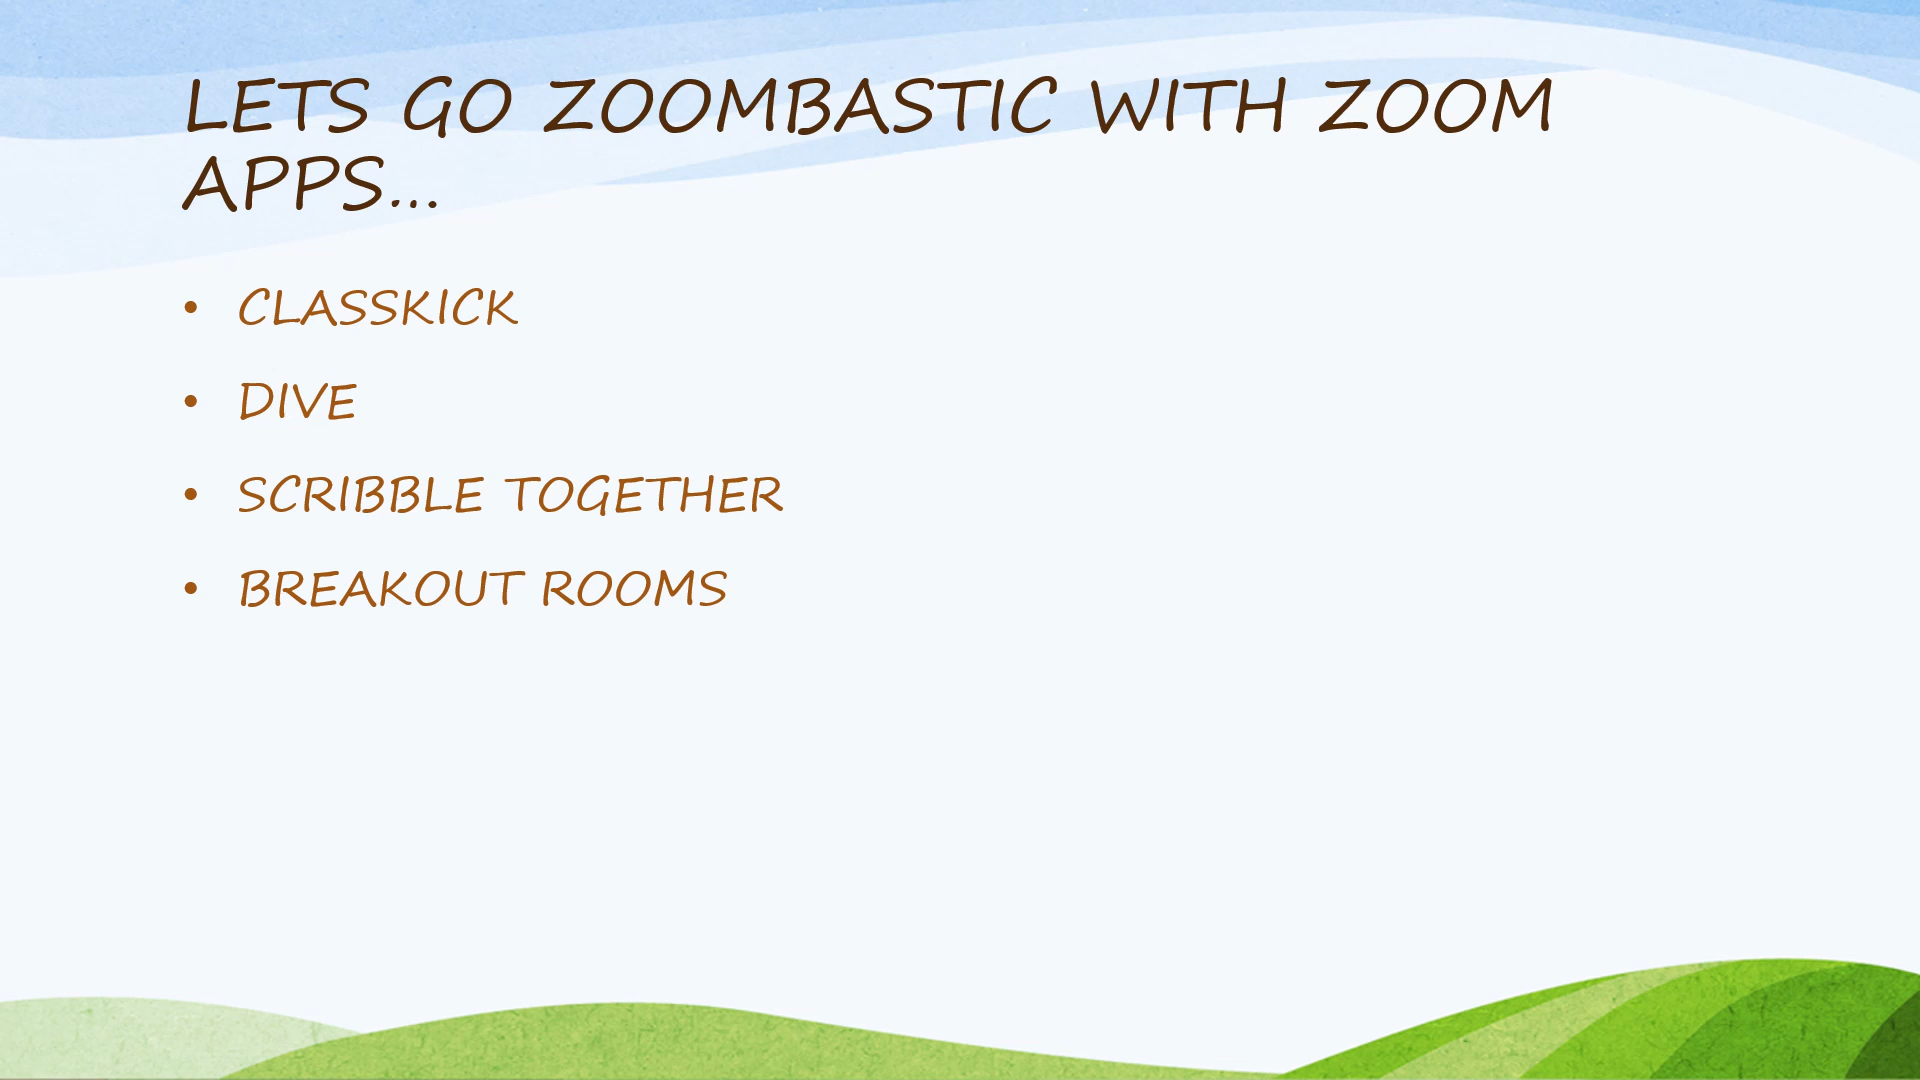 LETS GO ZOOMBASTIC WITH ZOOM
APPS...
• CLASSKICK
• DIVE
• SCRIBBLE TOGETHER
• BREAKOUT ROOMS